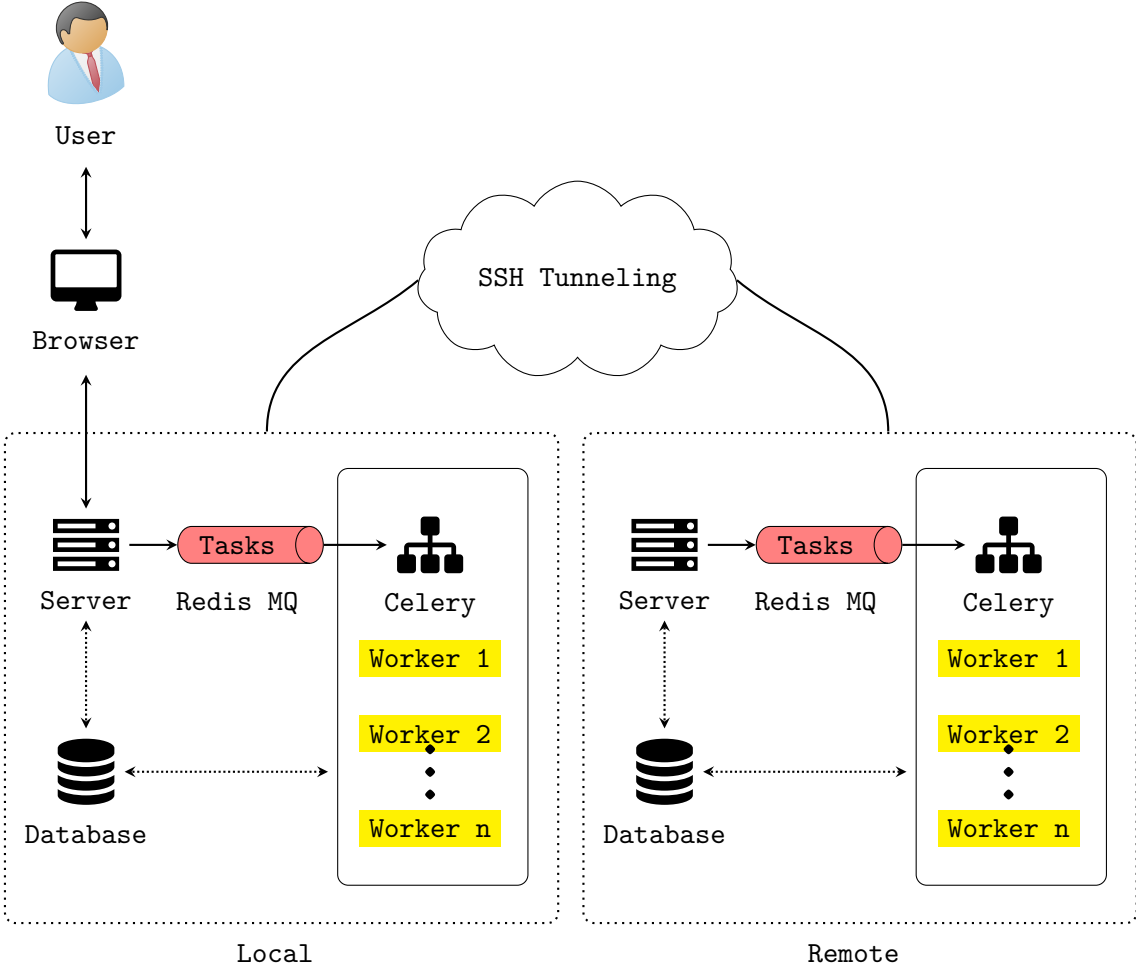 User
SSH Tunneling
Browser
Tasks
Server
Redis MQ
Celery
Worker 1
Worker 2
Worker n
Database
Local
Tasks
Server
Redis MQ
Celery
Worker 1
Worker 2
Worker n
Database
Remote